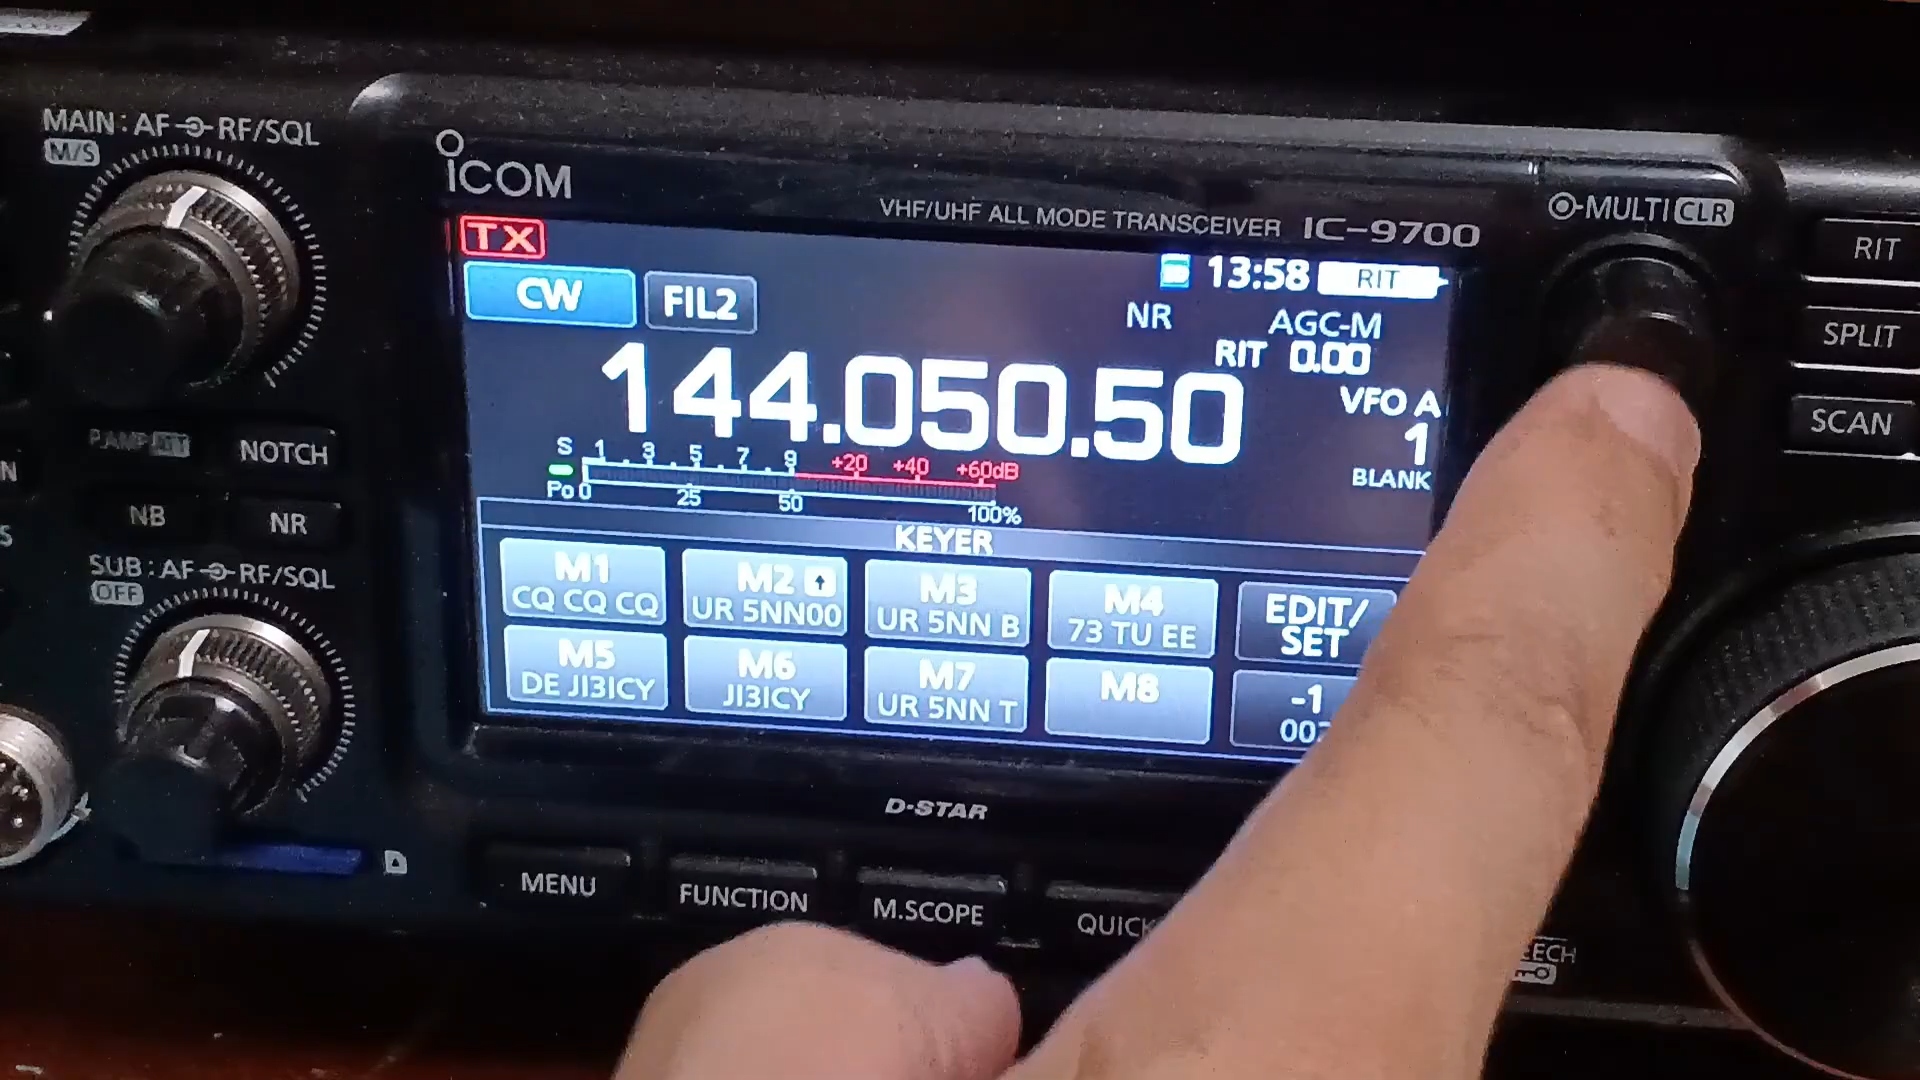 MAIN : AF RF/SQL
M/S
ICOM
VHF/UHF ALL MODE TRANSCEIVER IC-9700
MULTI CLR
RIT
SPLIT
SCAN
TX
13:58 RIT
CW FIL2
NR AGC-M
RIT 0.00
144.050.50
VFO A
1
BLANK
S 1 . 3 . 5 . 7 . 9 +20 +40 +60dB
Po 0 25 50 100%
KEYER
M1
CQ CQ CQ
M2
UR 5NN00
M3
UR 5NN B
M4
73 TU EE
EDIT/
SET
M5
DE JI3ICY
M6
JI3ICY
M7
UR 5NN T
M8
-1
P.AMP ATT NOTCH
NB NR
SUB : AF RF/SQL
OFF
D-STAR
MENU FUNCTION M.SCOPE QUICK